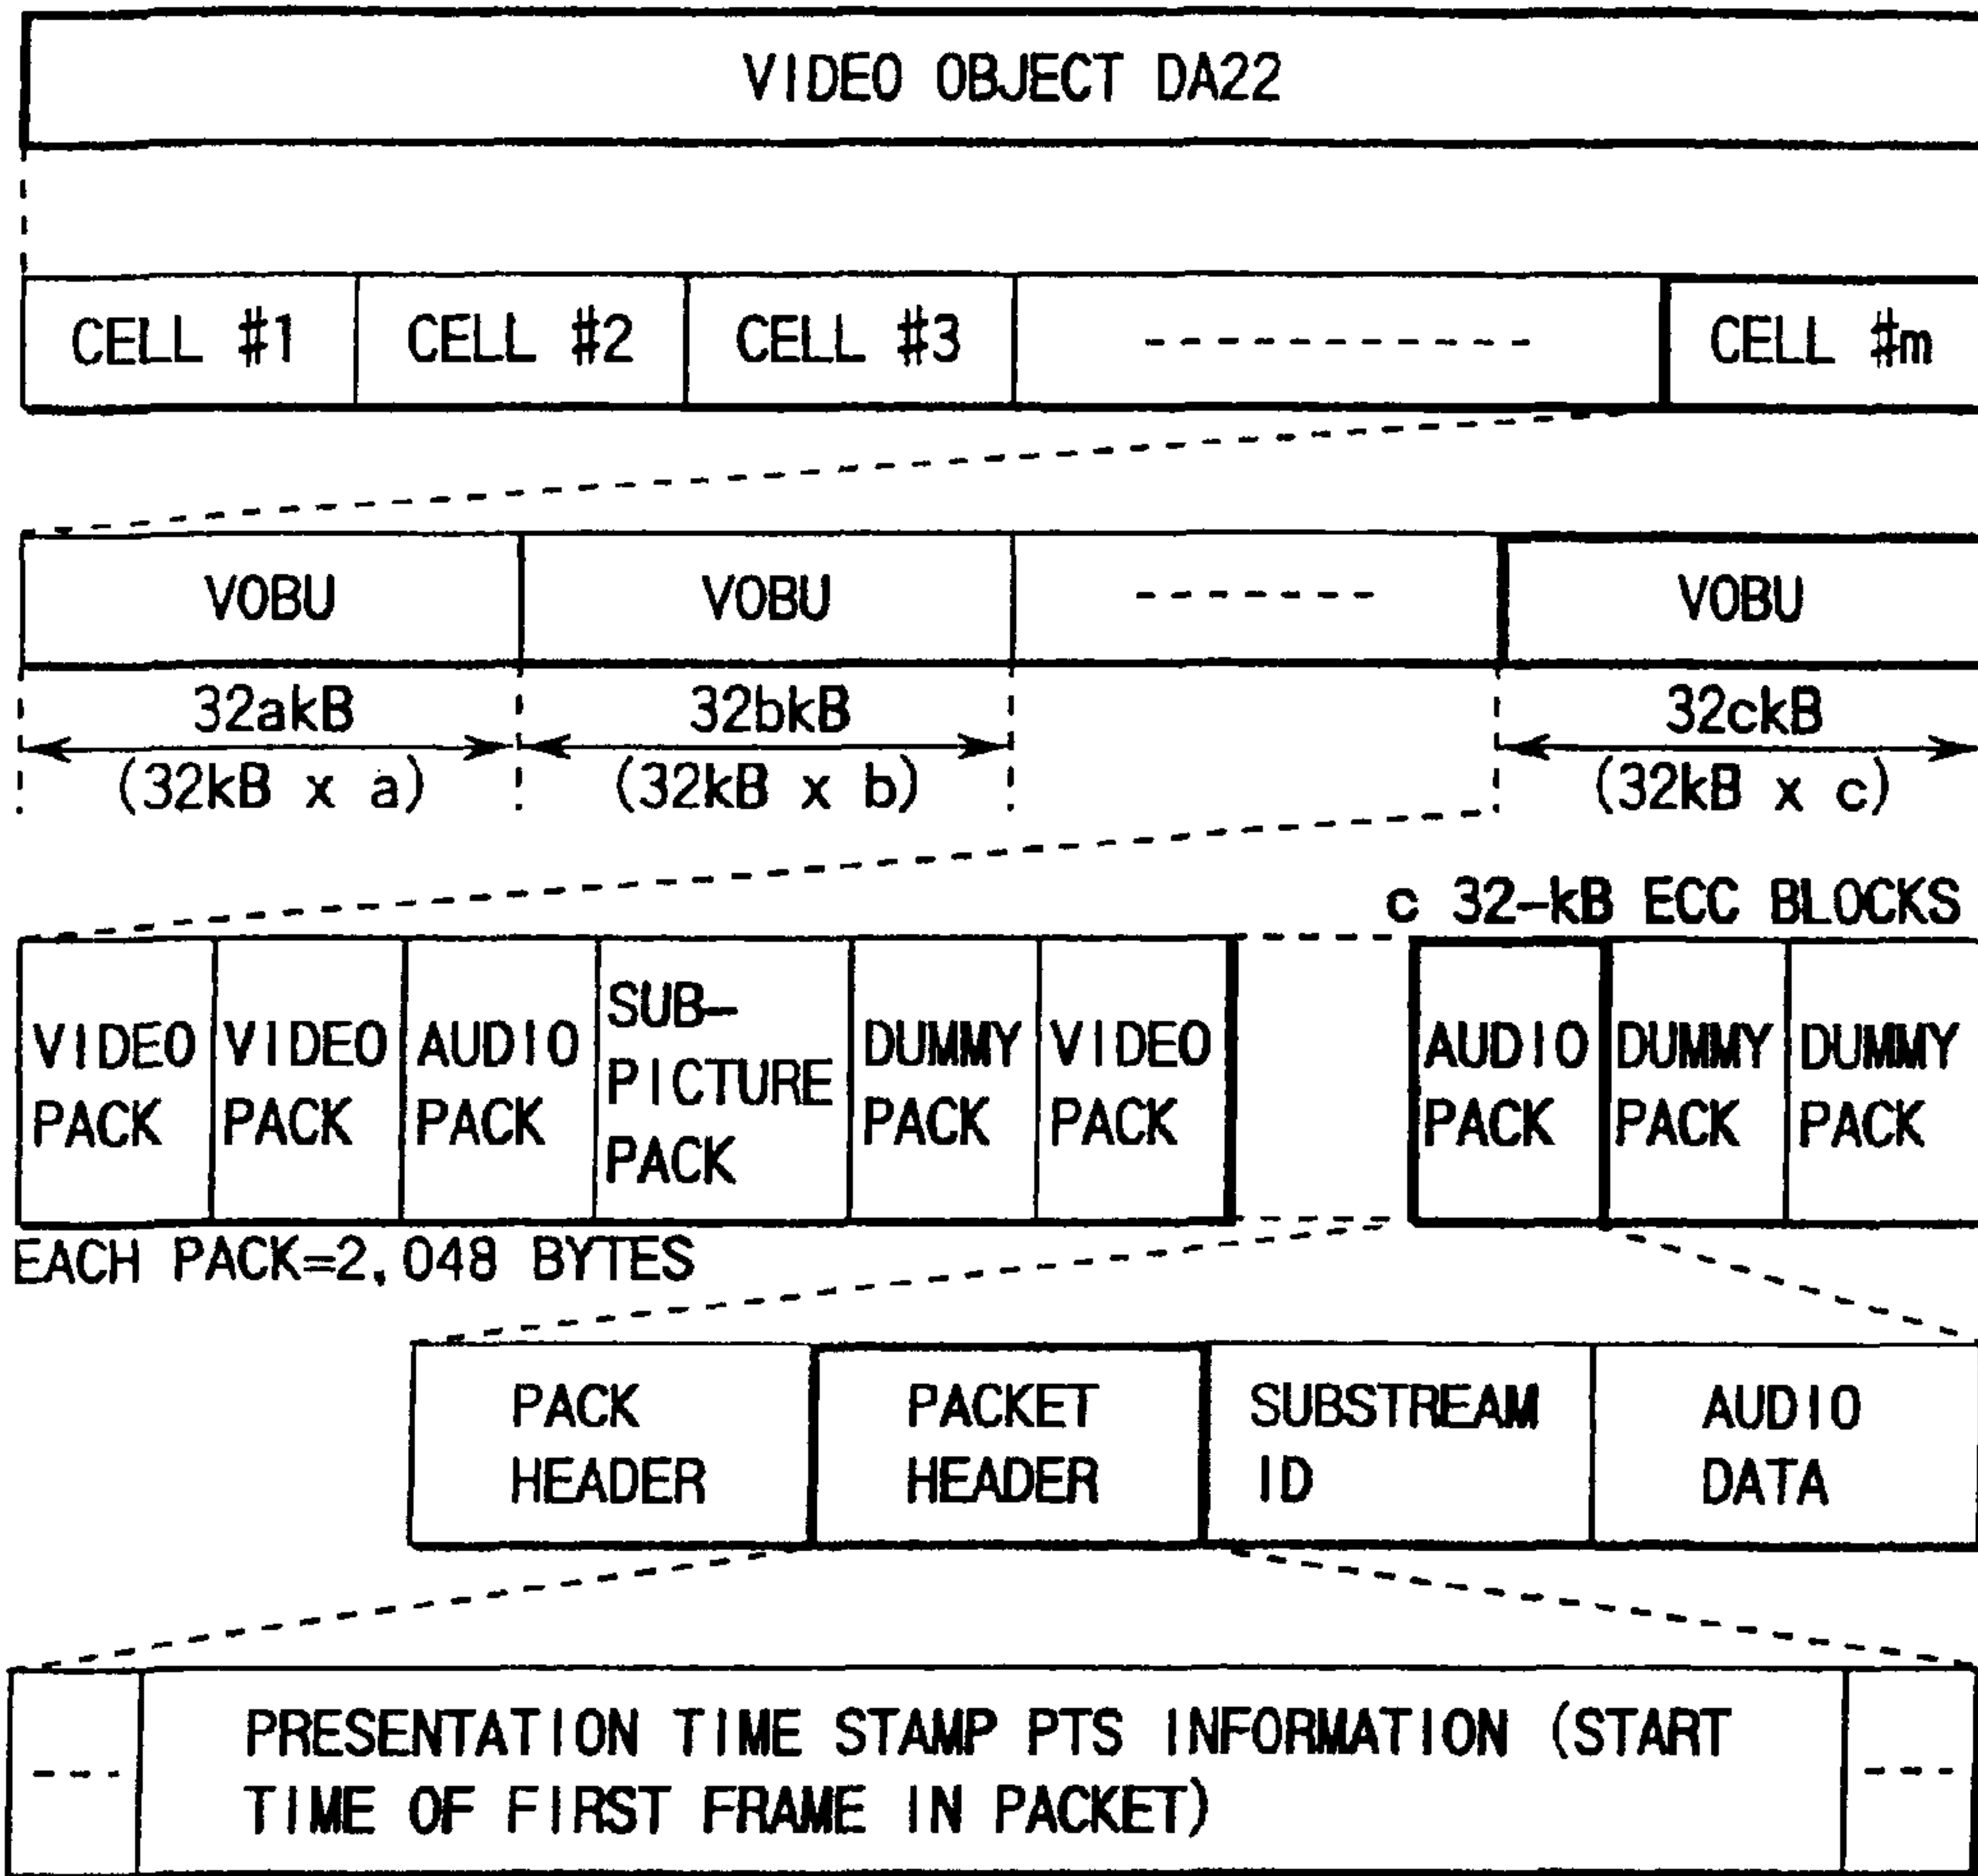 VIDEO OBJECT DA22
CELL #1 CELL #2 CELL #3 ------------ CELL #m
VOBU VOBU ------- VOBU
32akB 32bkB 32ckB
(32kB x a) (32kB x b) (32kB x c)
c 32-kB ECC BLOCKS
VIDEO PACK
VIDEO PACK
AUDIO PACK
SUB-
PICTURE
PACK
DUMMY PACK
VIDEO PACK
AUDIO PACK
DUMMY PACK
DUMMY PACK
EACH PACK=2,048 BYTES
PACK
HEADER
PACKET
HEADER
SUBSTREAM
ID
AUDIO
DATA
--- PRESENTATION TIME STAMP PTS INFORMATION (START
TIME OF FIRST FRAME IN PACKET) ---